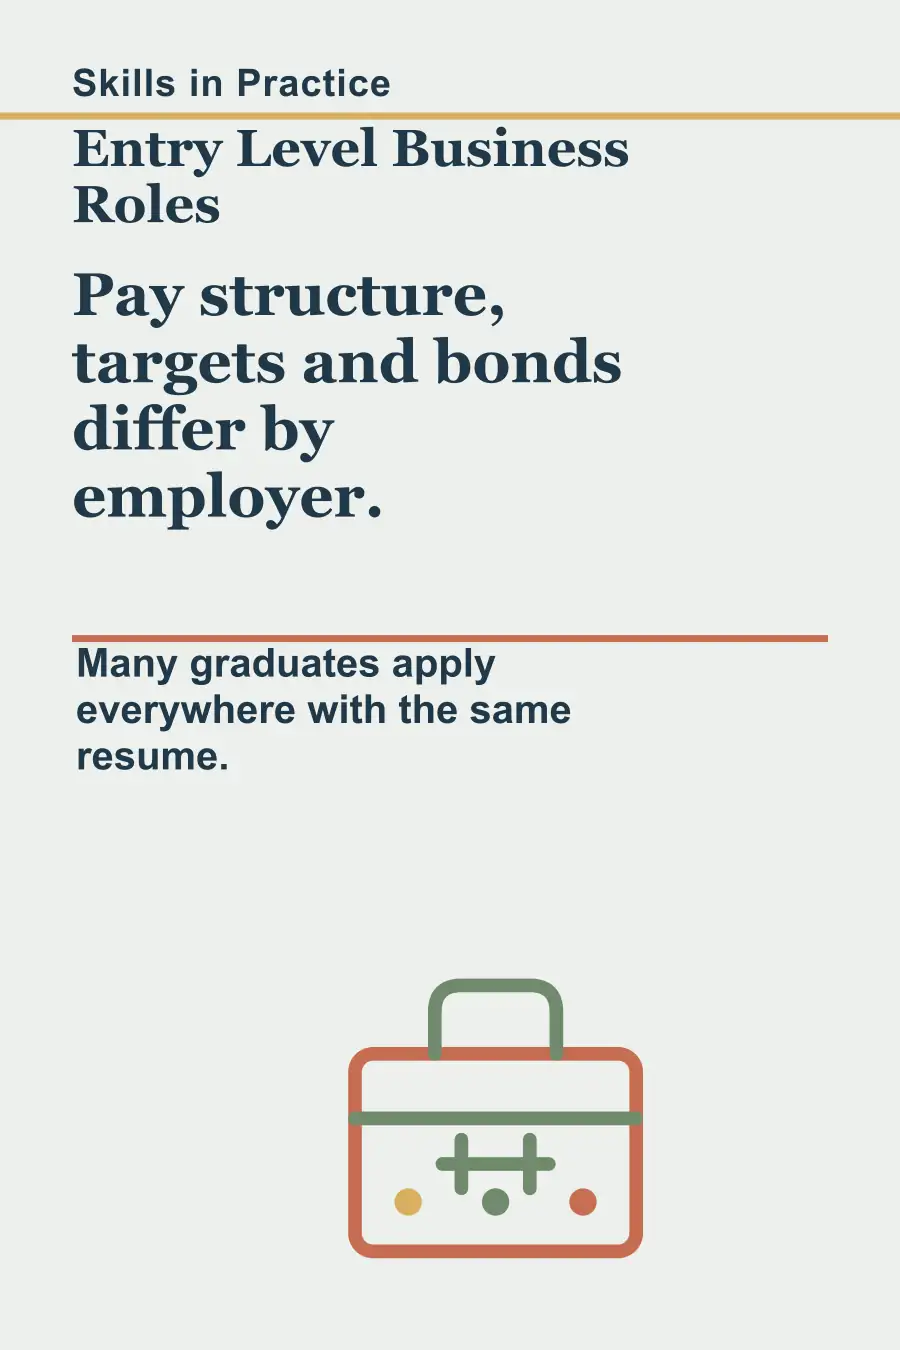 Skills in Practice
Entry Level Business
Roles
Pay structure,
targets and bonds
differ by
employer.
Many graduates apply
everywhere with the same
resume.